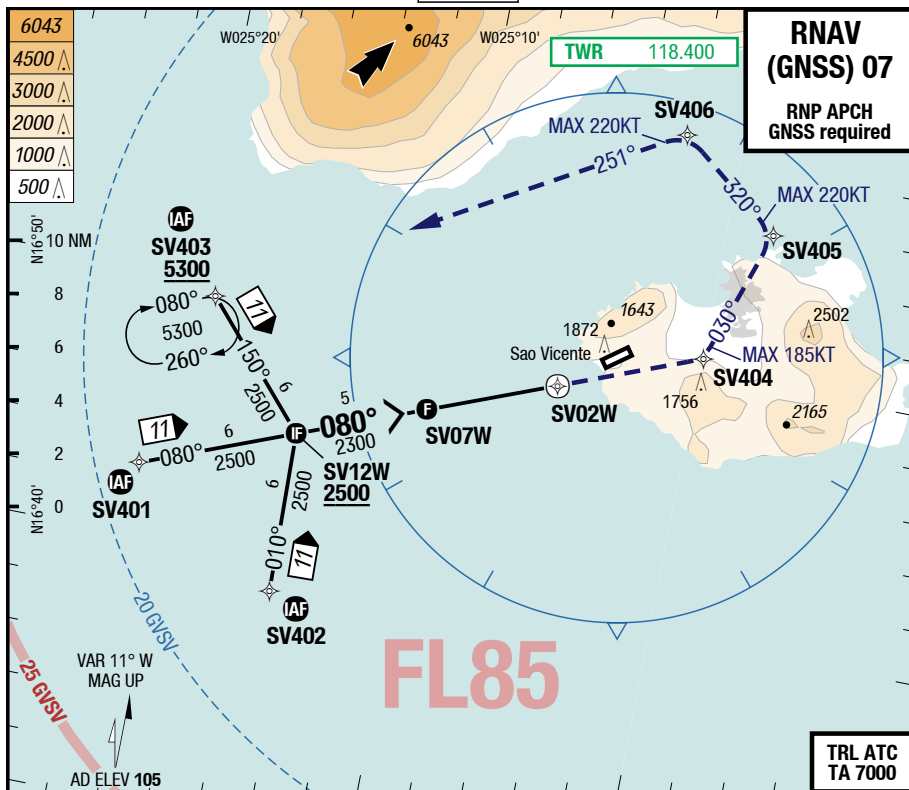 6043
4500
3000
2000
1000
500
W025°20'
6043
W025°10'
TWR 118.400
RNAV
(GNSS) 07
RNP APCH
GNSS required
SV406
MAX 220KT
251°
320°
MAX 220KT
SV405
N16°50'
10 NM
8
6
4
2
0
N16°40'
IAF
SV403
5300
080°
5300
260°
11
150°
6
2500
1643
1872
Sao Vicente
2502
030°
MAX 185KT
SV404
1756
2165
11
080°
6
2500
IAF
SV401
IF
5
080°
2300
F
SV07W
SV02W
SV12W
2500
6
2500
010°
11
IAF
SV402
20 GVSV
25 GVSV
FL85
VAR 11° W
MAG UP
AD ELEV 105
TRL ATC
TA 7000